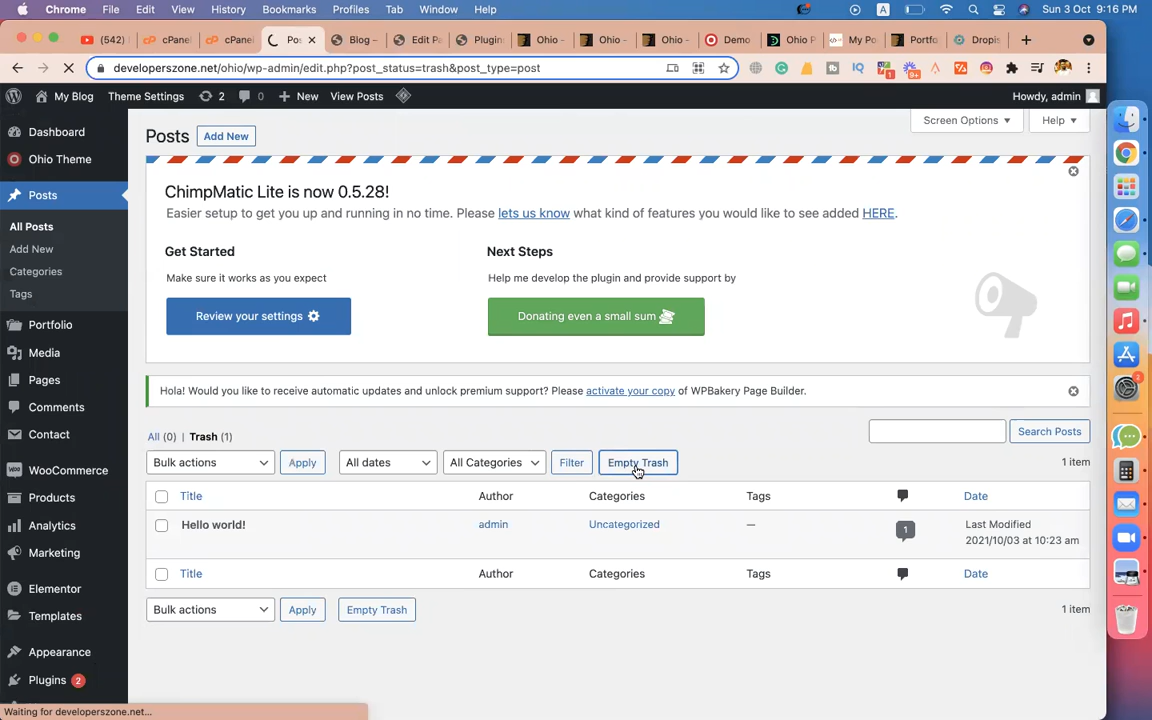 Chrome File Edit View History Bookmarks Profiles Tab Window Help A Sun 3 Oct 9:16 PM
(542) cPanel cPane Pos Blog – Edit Pa Plugin Ohio – Ohio – Ohio – Demo Ohio P My Po Portfo Dropis
developerszone.net/ohio/wp-admin/edit.php?post_status=trash&post_type=post
My Blog Theme Settings 2 0 New View Posts Howdy, admin
Dashboard
Ohio Theme
Posts
All Posts
Add New
Categories
Tags
Portfolio
Media
Pages
Comments
Contact
WooCommerce
Products
Analytics
Marketing
Elementor
Templates
Appearance
Plugins 2
Posts Add New
Screen Options Help
ChimpMatic Lite is now 0.5.28!
Easier setup to get you up and running in no time. Please lets us know what kind of features you would like to see added HERE.
Get Started
Make sure it works as you expect
Review your settings
Next Steps
Help me develop the plugin and provide support by
Donating even a small sum
Hola! Would you like to receive automatic updates and unlock premium support? Please activate your copy of WPBakery Page Builder.
All (0) | Trash (1)
Search Posts
Bulk actions Apply All dates All Categories Filter Empty Trash 1 item
Title Author Categories Tags Date
Hello world! admin Uncategorized — 1 Last Modified
2021/10/03 at 10:23 am
Title Author Categories Tags Date
Bulk actions Apply Empty Trash 1 item
Waiting for developerszone.net...